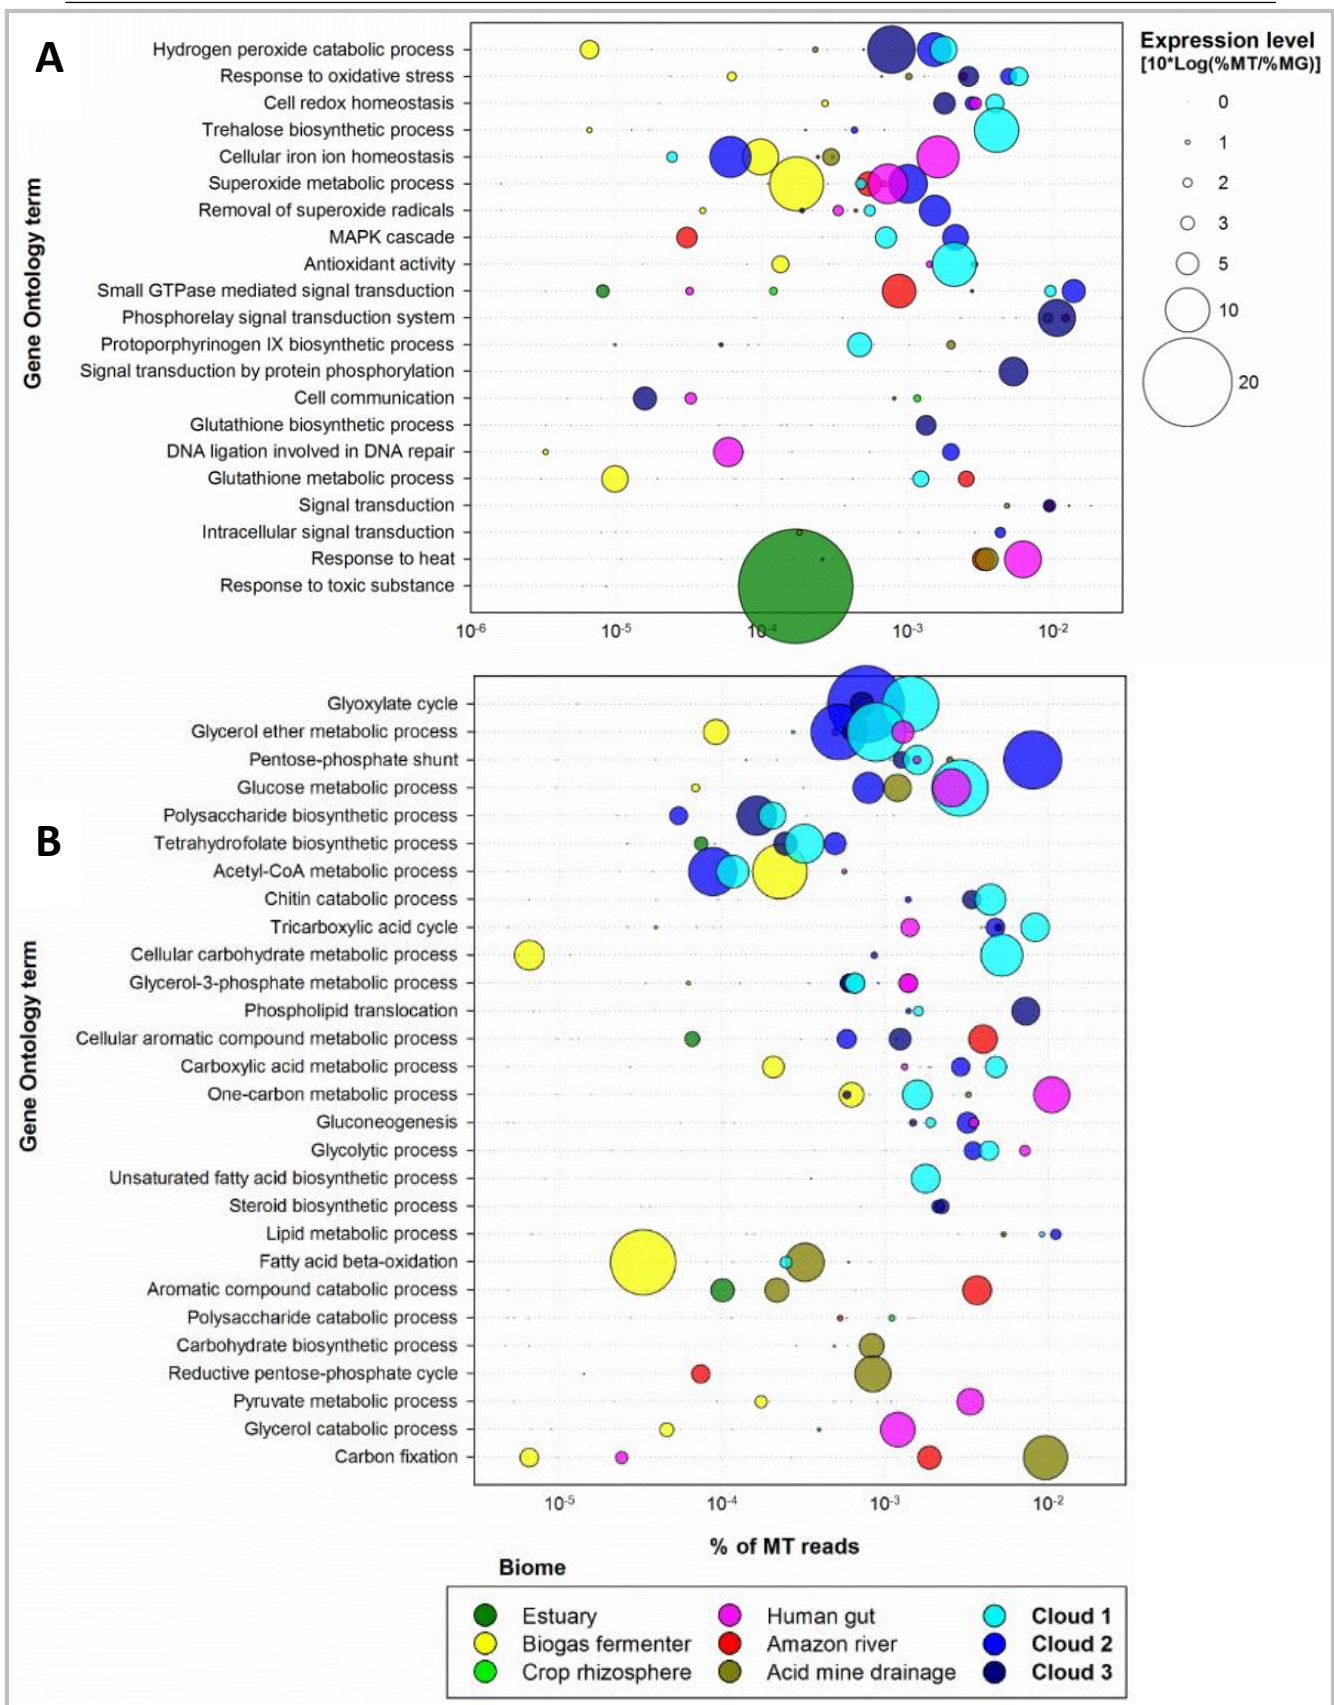 A
Expression level
[10*Log(%MT/%MG)]
0
1
2
3
5
10
20
Gene Ontology term
Hydrogen peroxide catabolic process
Response to oxidative stress
Cell redox homeostasis
Trehalose biosynthetic process
Cellular iron ion homeostasis
Superoxide metabolic process
Removal of superoxide radicals
MAPK cascade
Antioxidant activity
Small GTPase mediated signal transduction
Phosphorelay signal transduction system
Protoporphyrinogen IX biosynthetic process
Signal transduction by protein phosphorylation
Cell communication
Glutathione biosynthetic process
DNA ligation involved in DNA repair
Glutathione metabolic process
Signal transduction
Intracellular signal transduction
Response to heat
Response to toxic substance
10-6 10-5 10-4 10-3 10-2
B
Gene Ontology term
Glyoxylate cycle
Glycerol ether metabolic process
Pentose-phosphate shunt
Glucose metabolic process
Polysaccharide biosynthetic process
Tetrahydrofolate biosynthetic process
Acetyl-CoA metabolic process
Chitin catabolic process
Tricarboxylic acid cycle
Cellular carbohydrate metabolic process
Glycerol-3-phosphate metabolic process
Phospholipid translocation
Cellular aromatic compound metabolic process
Carboxylic acid metabolic process
One-carbon metabolic process
Gluconeogenesis
Glycolytic process
Unsaturated fatty acid biosynthetic process
Steroid biosynthetic process
Lipid metabolic process
Fatty acid beta-oxidation
Aromatic compound catabolic process
Polysaccharide catabolic process
Carbohydrate biosynthetic process
Reductive pentose-phosphate cycle
Pyruvate metabolic process
Glycerol catabolic process
Carbon fixation
10-5 10-4 10-3 10-2
% of MT reads
Biome
Estuary Human gut Cloud 1
Biogas fermenter Amazon river Cloud 2
Crop rhizosphere Acid mine drainage Cloud 3